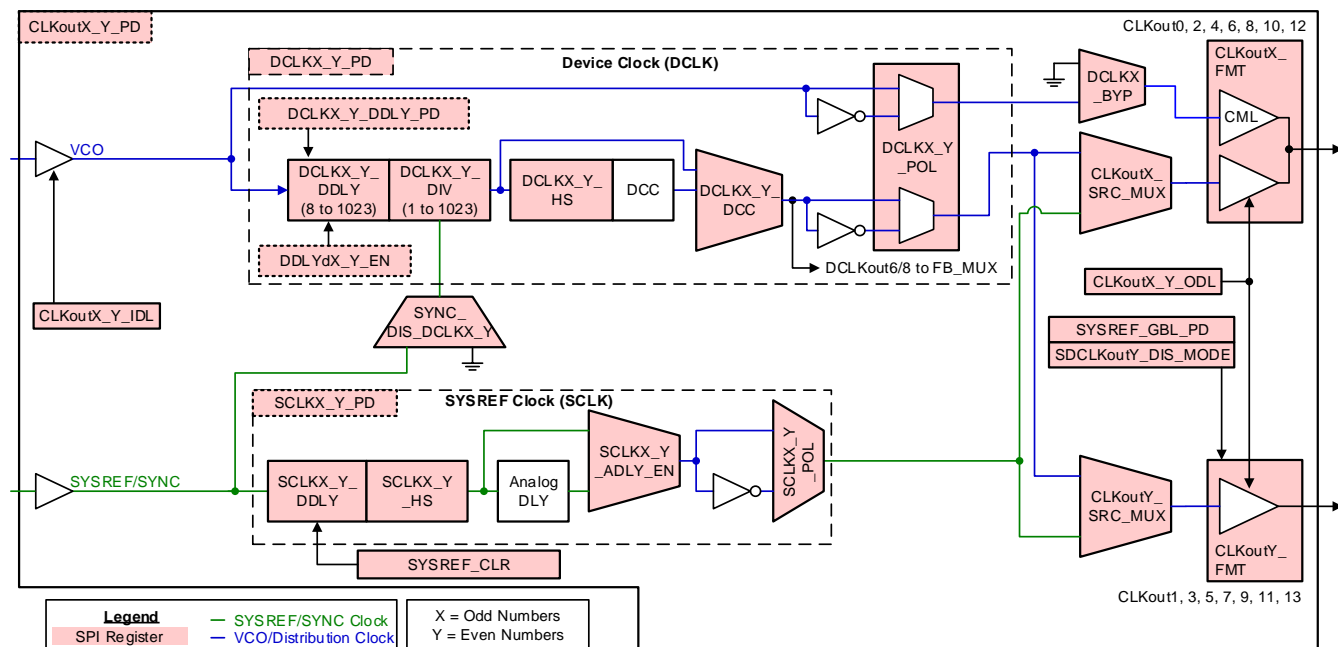 CLKoutX_Y_PD
CLKout0, 2, 4, 6, 8, 10, 12
DCLKX_Y_PD
Device Clock (DCLK)
CLKoutX_
FMT
DCLKX
_BYP
DCLKX_Y_DDLY_PD
CML
VCO
DCLKX_Y
_POL
DCLKX_Y_
DDLY
(8 to 1023)
DCLKX_Y_
DIV
(1 to 1023)
DCLKX_Y_
HS
DCC
DCLKX_Y_
DCC
CLKoutX_
SRC_MUX
DDLYdX_Y_EN
DCLKout6/8 to FB_MUX
CLKoutX_Y_ODL
CLKoutX_Y_IDL
SYNC_
DIS_DCLKX_Y
SYSREF_GBL_PD
SDCLKoutY_DIS_MODE
SCLKX_Y_PD
SYSREF Clock (SCLK)
SYSREF/SYNC
SCLKX_Y_
DDLY
SCLKX_Y
_HS
Analog
DLY
SCLKX_Y
_ADLY_EN
SCLKX_Y
_POL
CLKoutY_
SRC_MUX
CLKoutY_
FMT
SYSREF_CLR
CLKout1, 3, 5, 7, 9, 11, 13
Legend
SPI Register
SYSREF/SYNC Clock
VCO/Distribution Clock
X = Odd Numbers
Y = Even Numbers